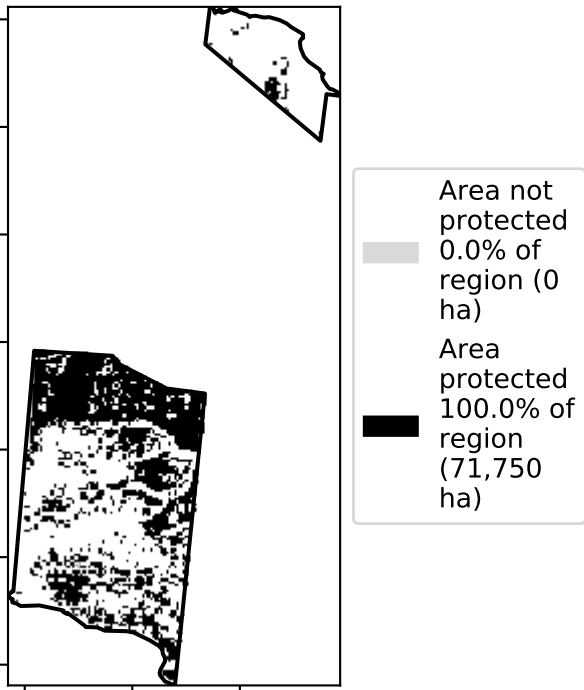 Area not
protected
0.0% of
region (0
ha)
Area
protected
100.0% of
region
(71,750
ha)